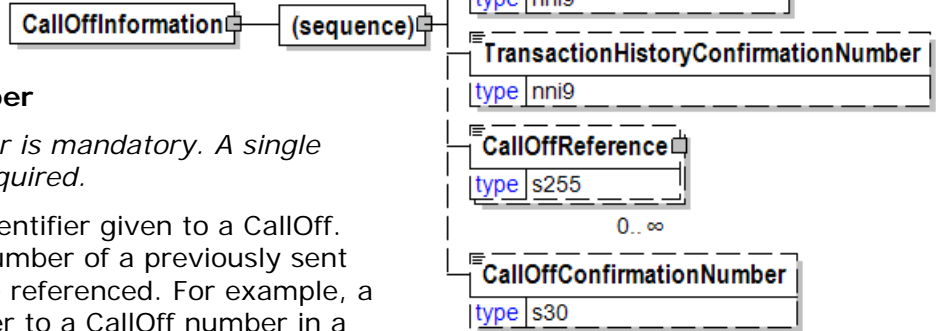 type nni9
CallOffInformation
(sequence)
TransactionHistoryConfirmationNumber
type nni9
ber
r is mandatory. A single
quired.
CallOffReference
type s255
0.. ∞
entifier given to a CallOff.
umber of a previously sent
referenced. For example, a
er to a CallOff number in a
CallOffConfirmationNumber
type s30